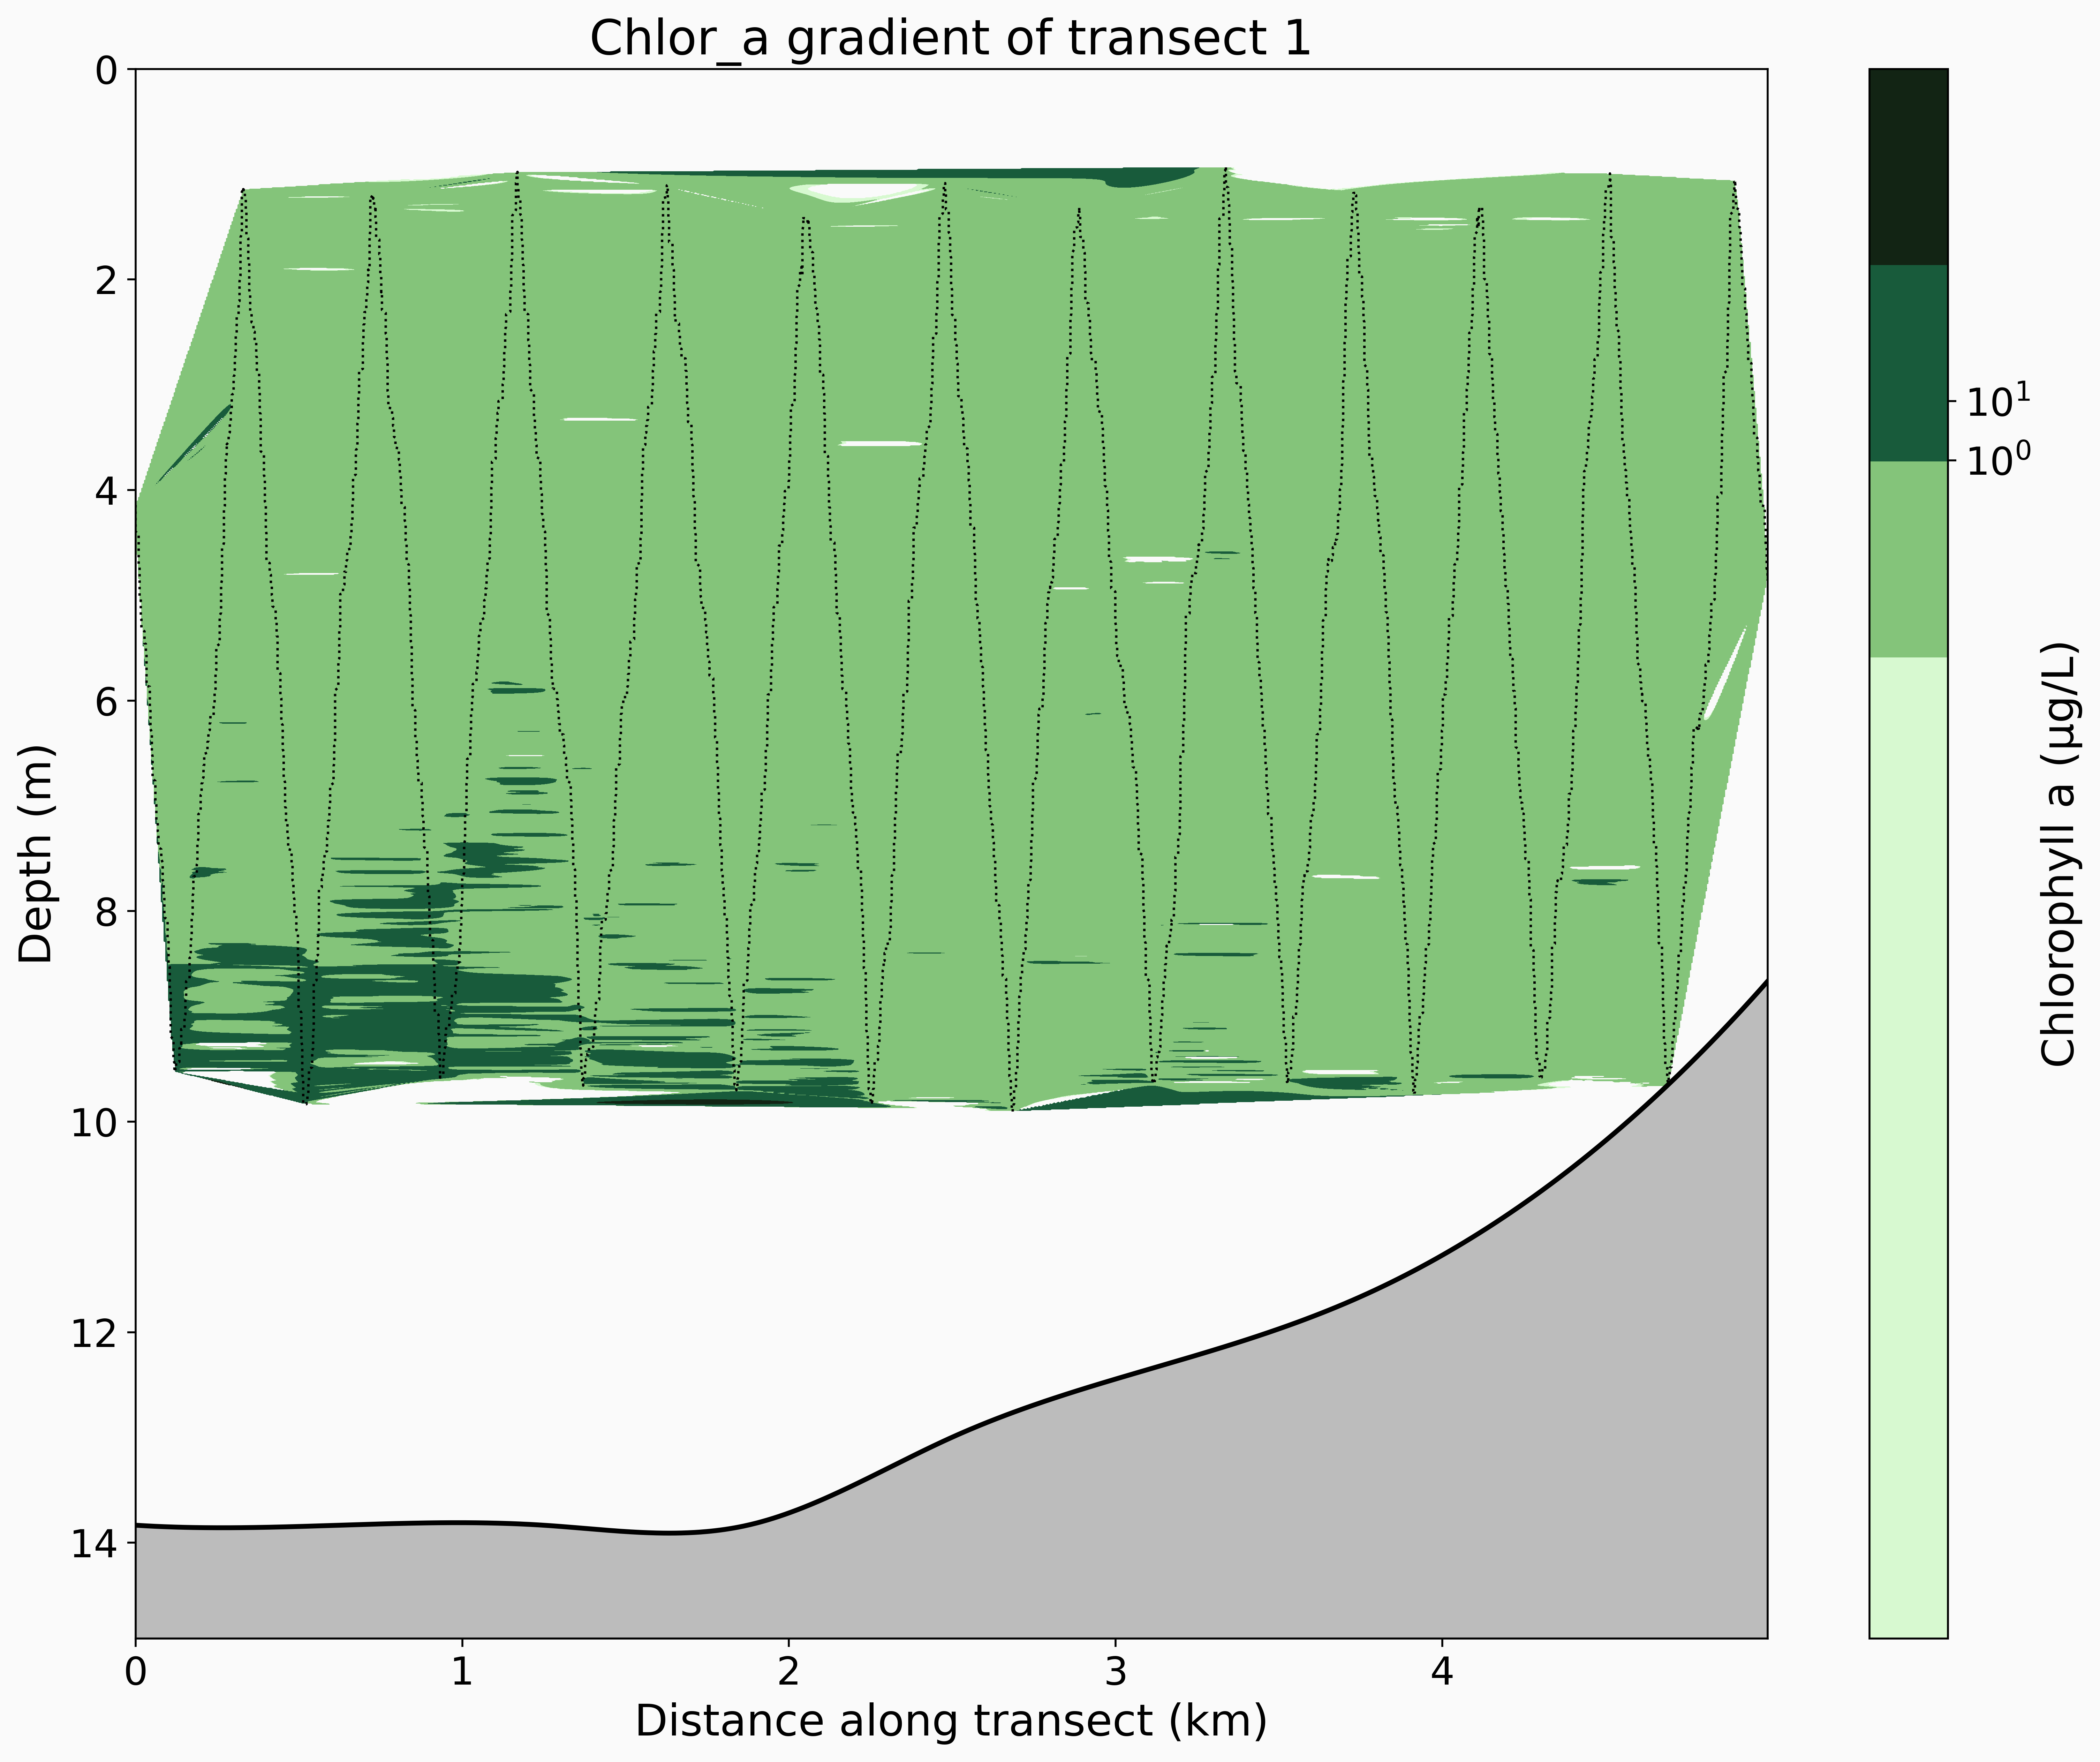 Chlor_a gradient of transect 1
0
2
4
6
8
10
12
14
Depth (m)
0 1 2 3 4
Distance along transect (km)
10¹
10⁰
Chlorophyll a (µg/L)